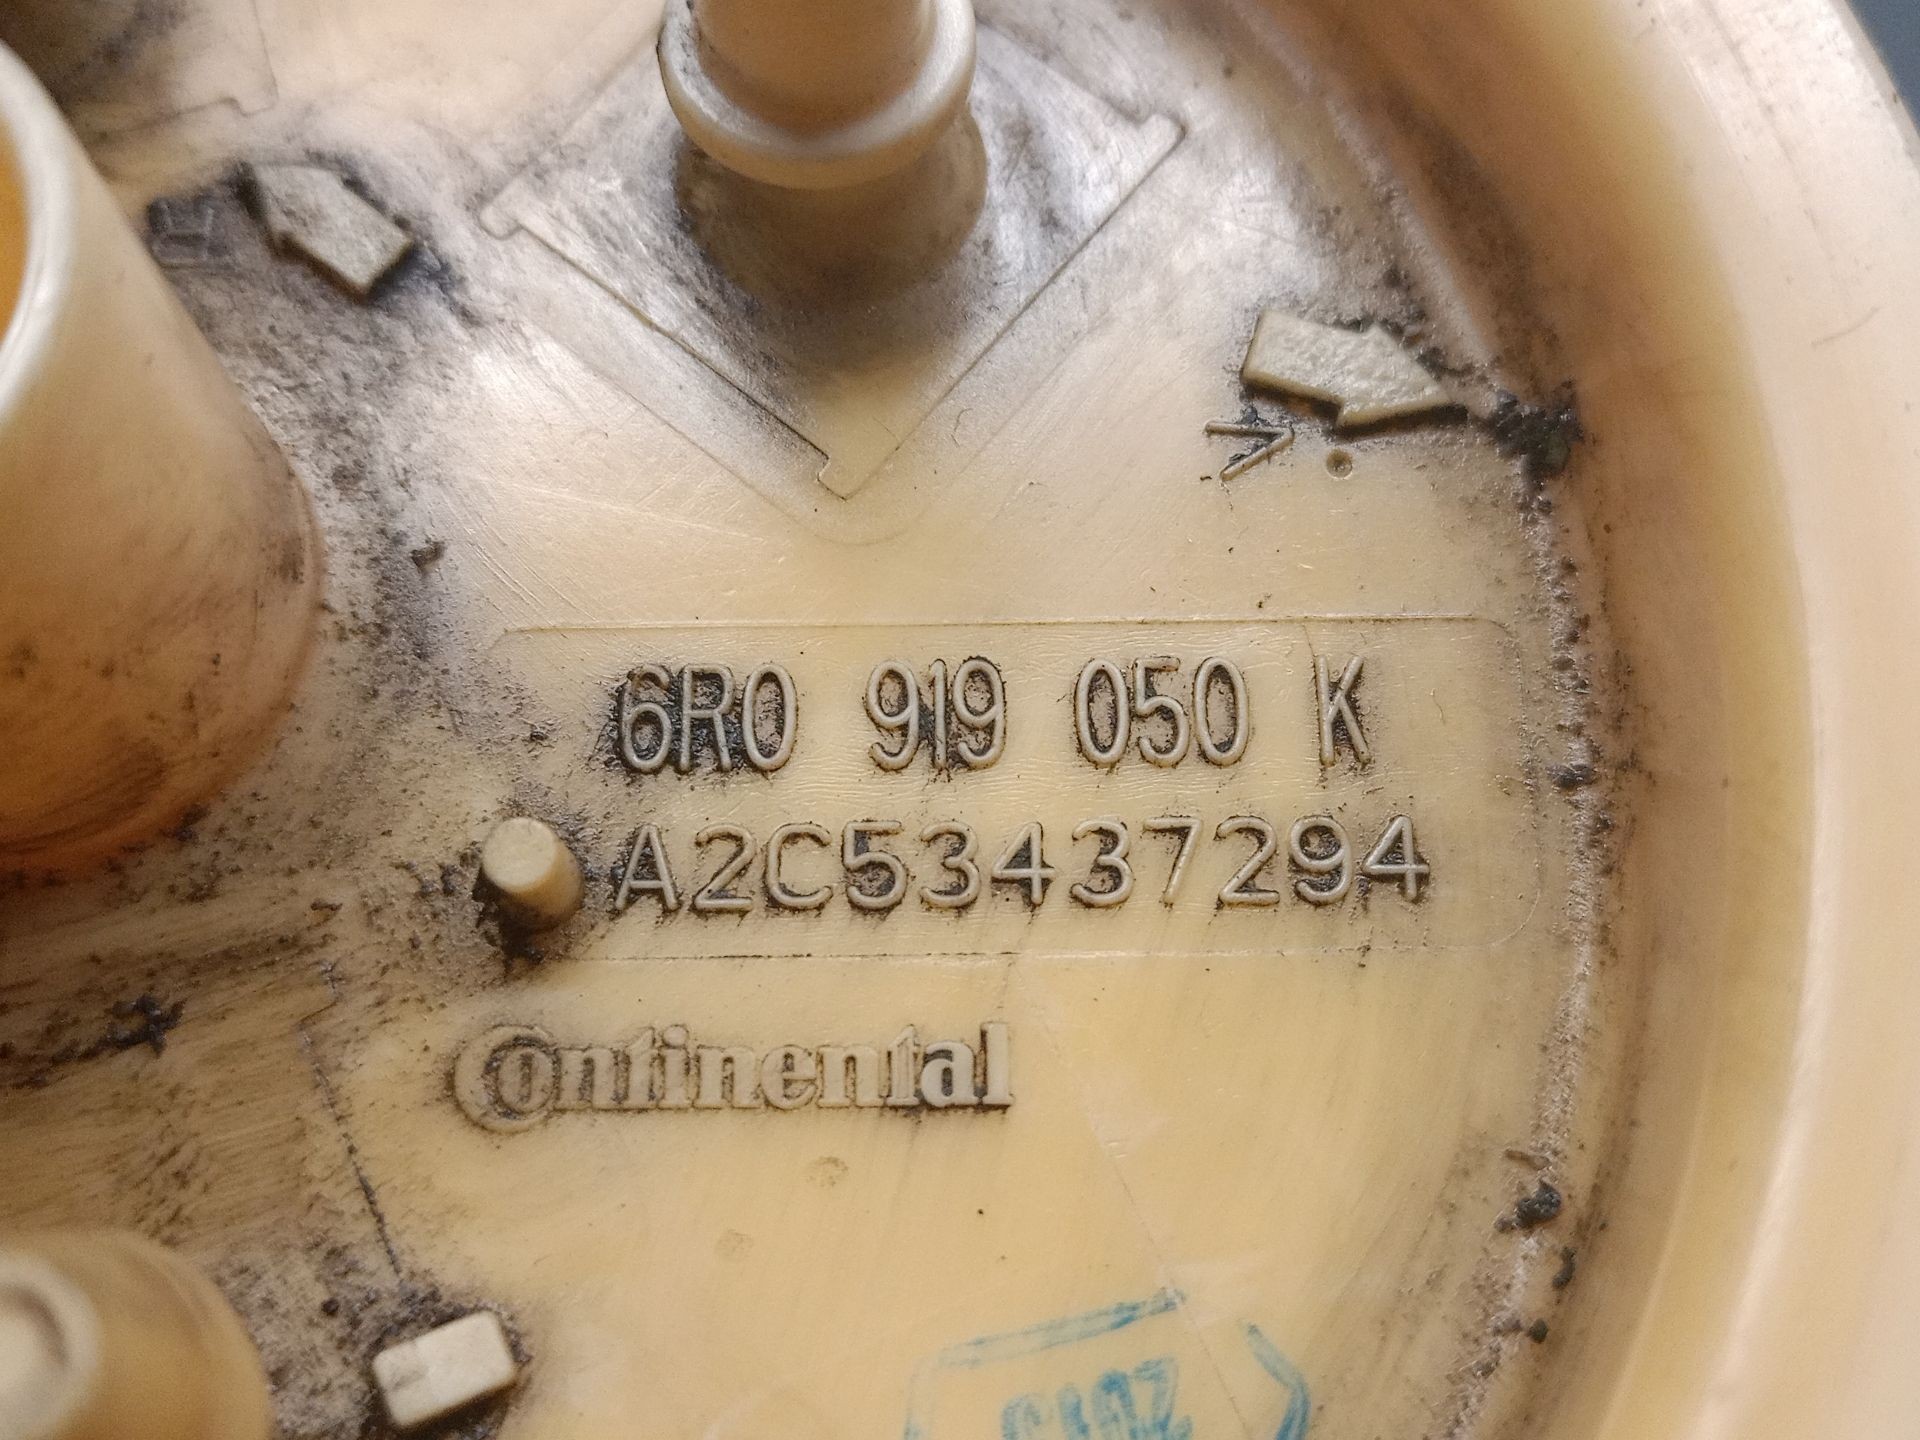 E
V
6R0 919 050 K
A2C53437294
Continental